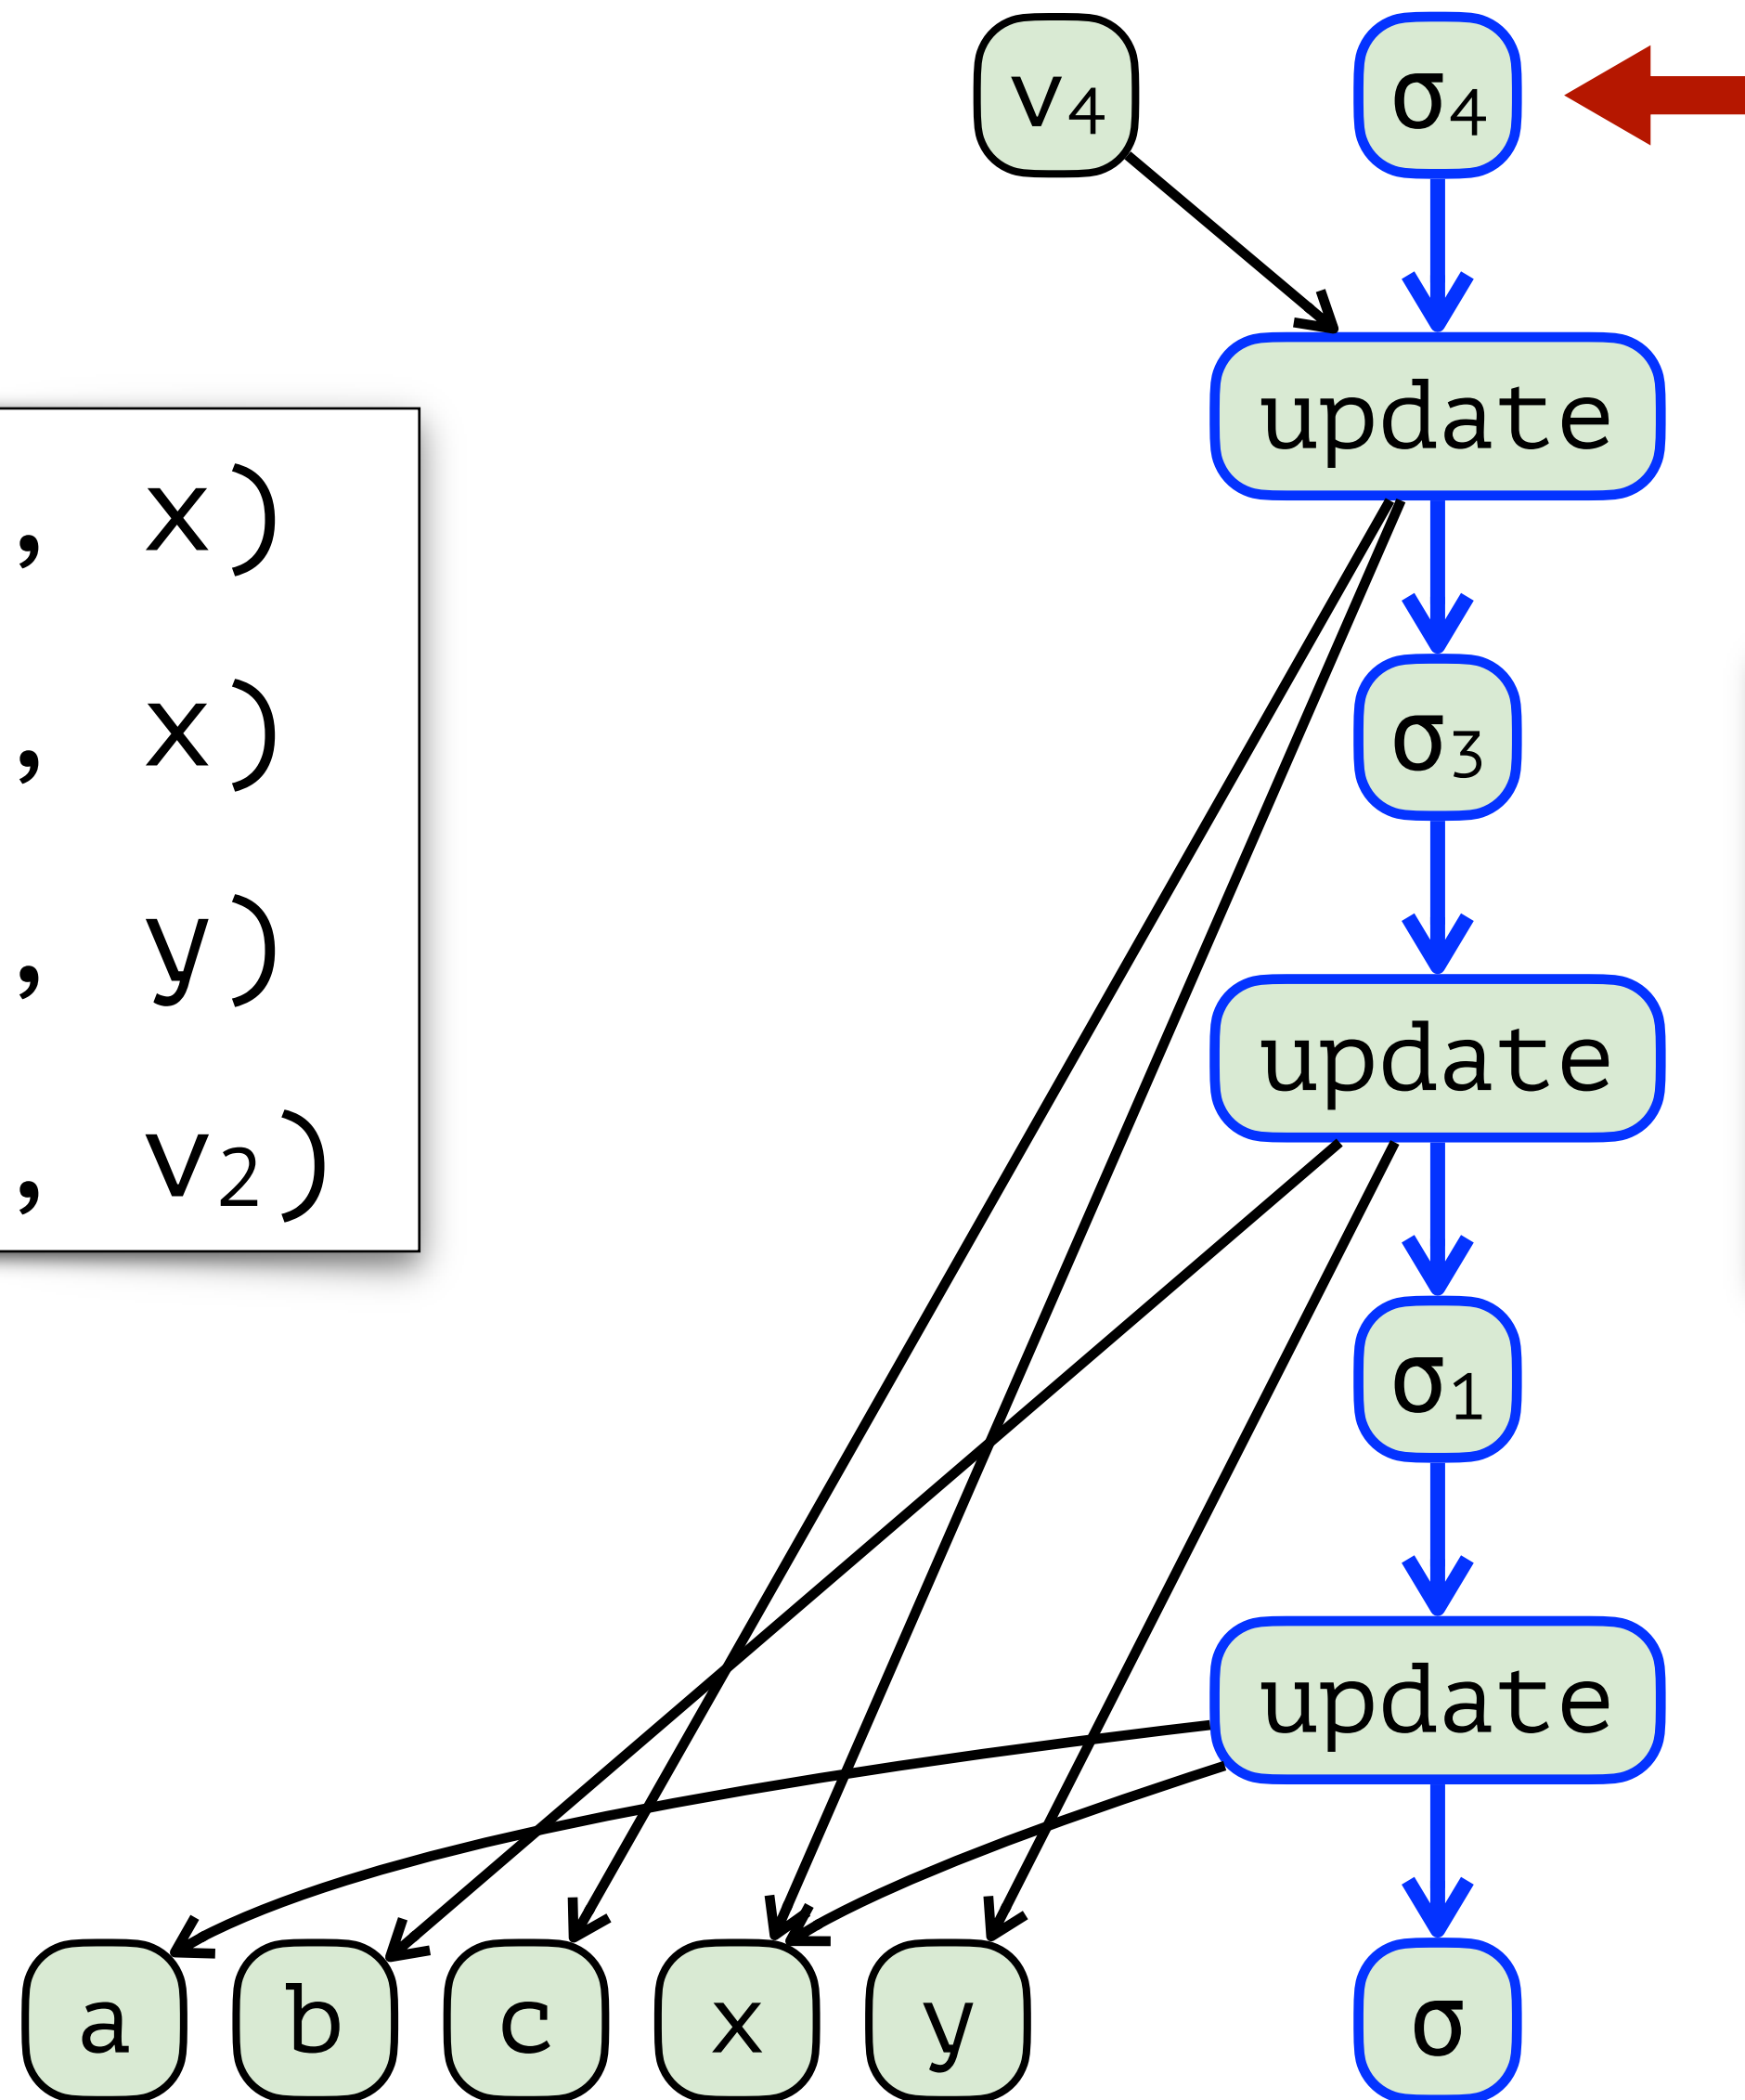 v₄ σ₄
update
, x)
σ₃
, x)
, y)
update
, v₂)
σ₁
update
a b c x y σ